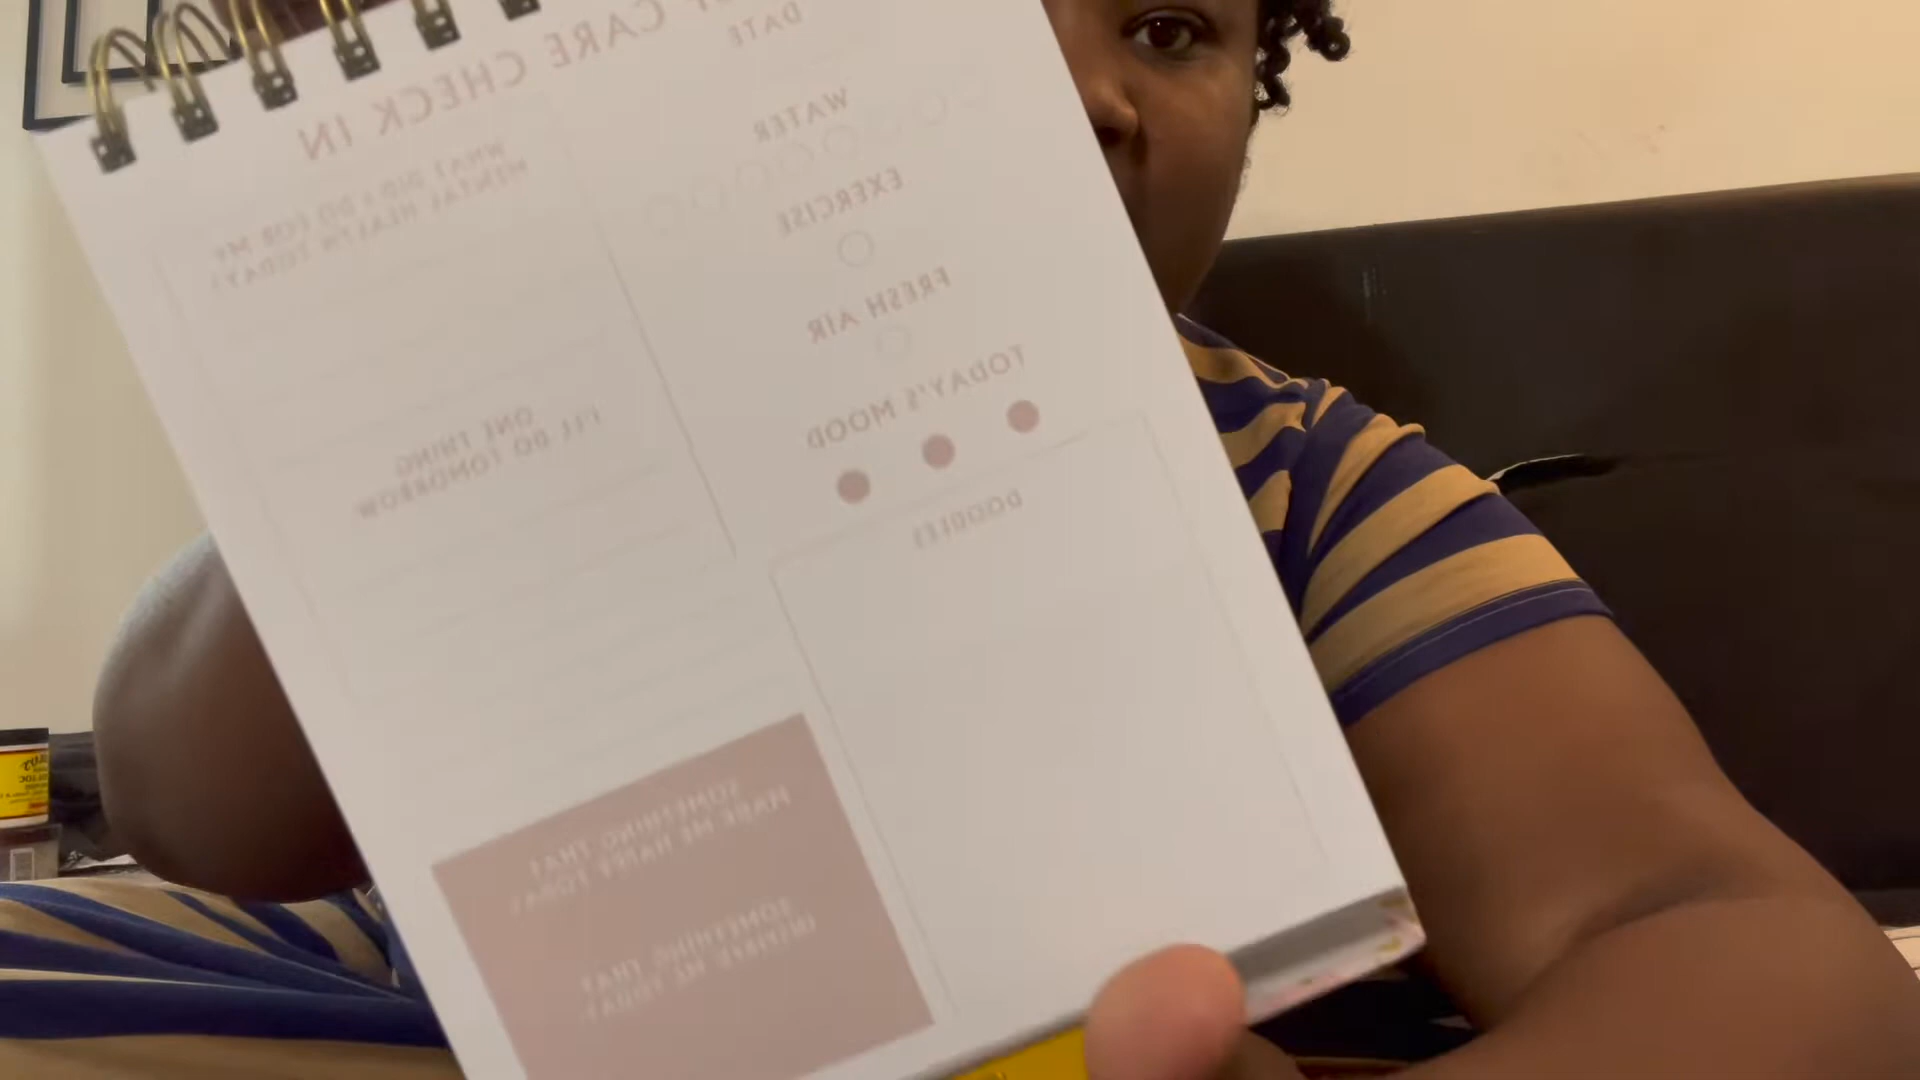 CARE CHECK IN
DATE
WATER
EXERCISE
FRESH AIR
TODAY'S MOOD
DOODLES
WHAT DID I DO FOR MY
MENTAL HEALTH TODAY?
ONE THING
I'LL DO TOMORROW
SOMETHING THAT
MADE ME HAPPY TODAY
SOMETHING THAT
INSPIRED ME TODAY